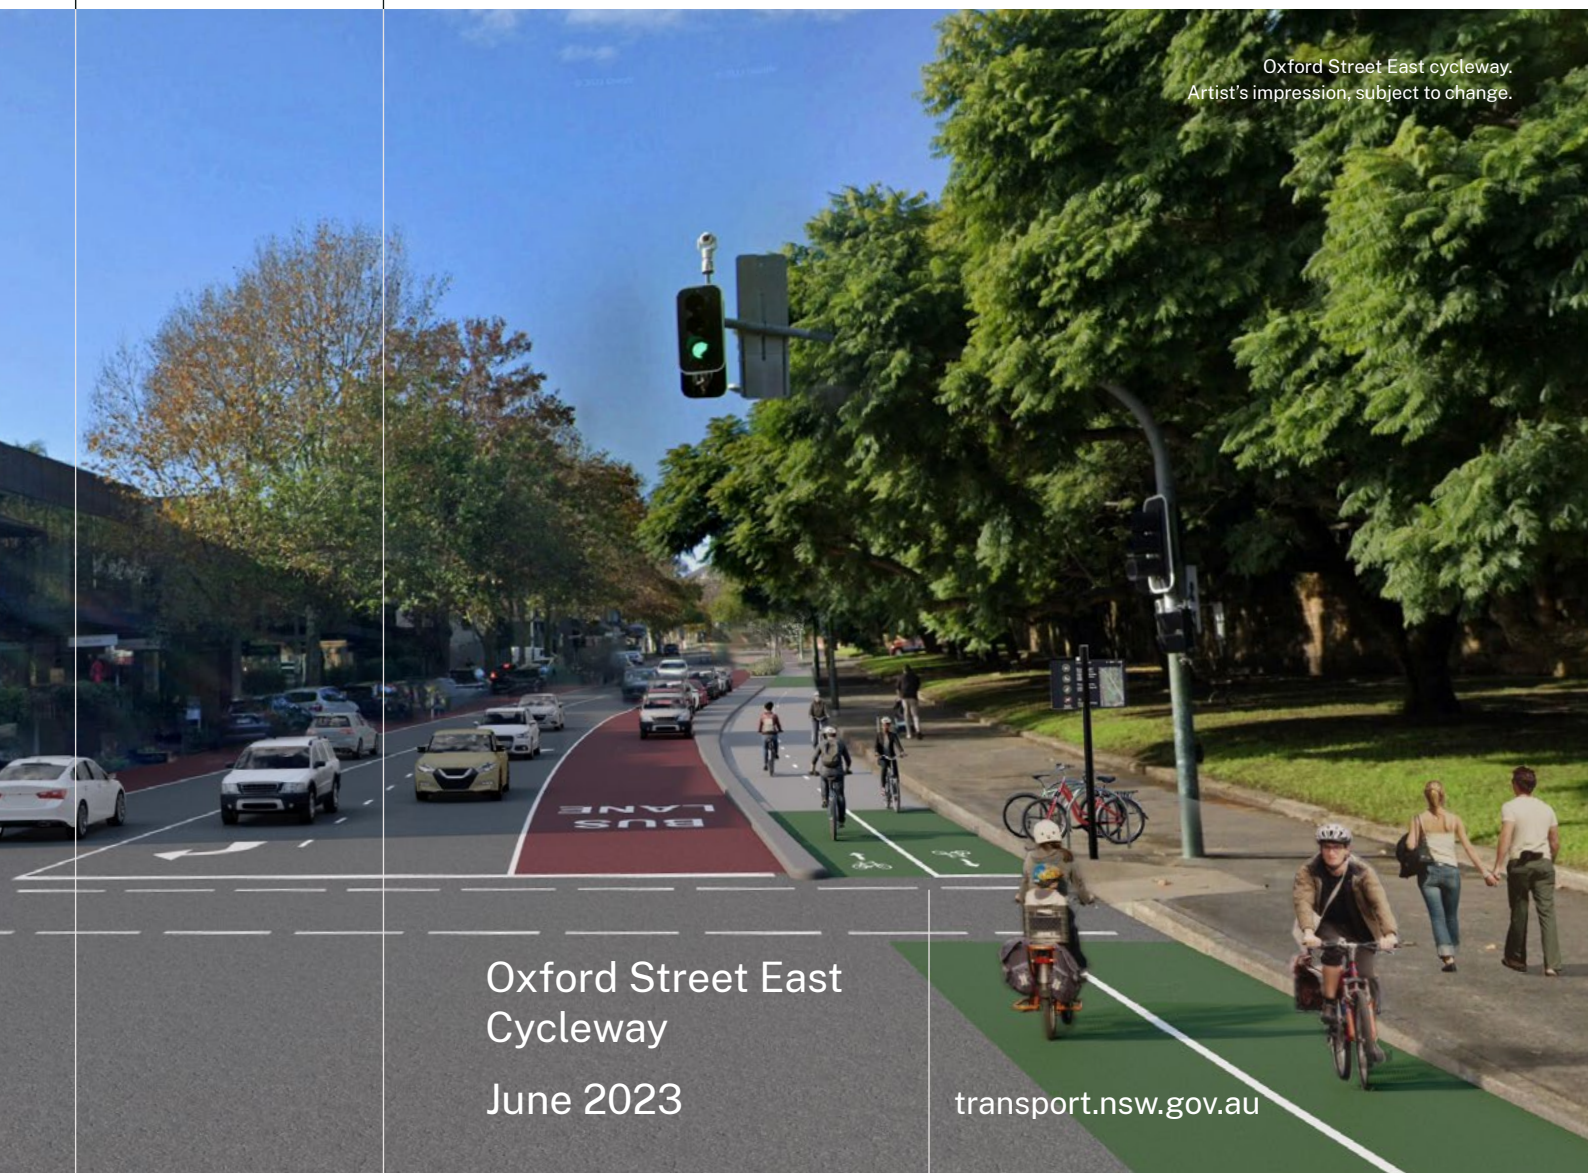 Oxford Street East cycleway.
Artist's impression, subject to change.
BUS
LANE
Oxford Street East
Cycleway
June 2023
transport.nsw.gov.au